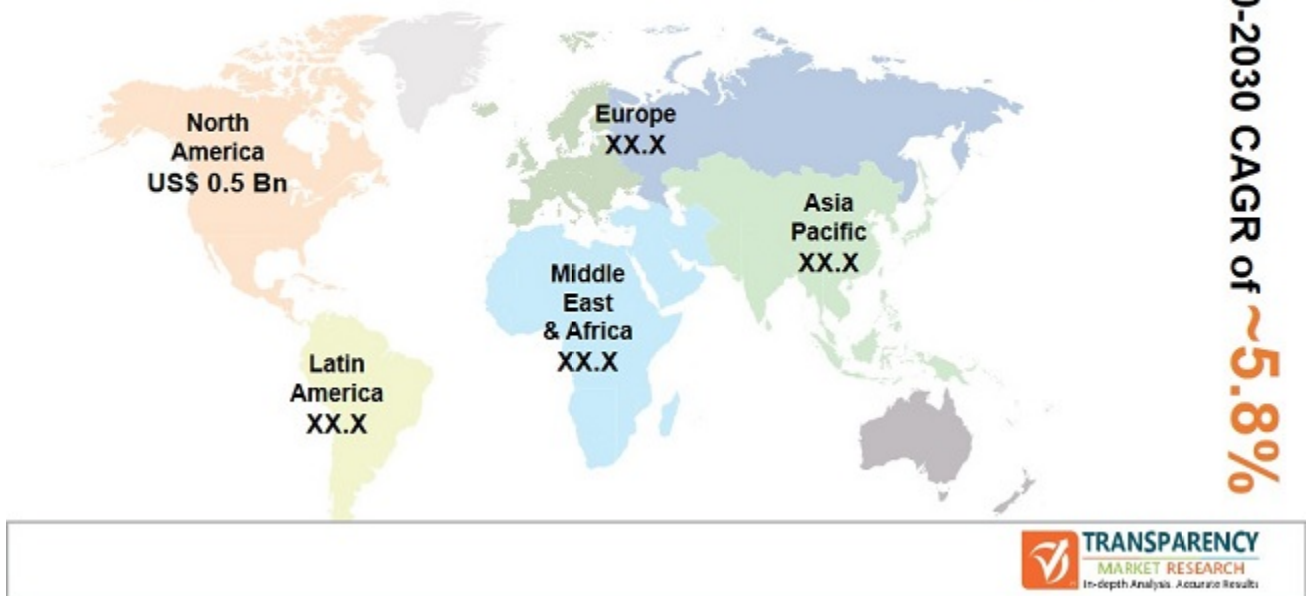 North
America
US$ 0.5 Bn
Europe
XX.X
Asia
Pacific
XX.X
Middle
East
& Africa
XX.X
Latin
America
XX.X
0-2030 CAGR of ~5.8%
TRANSPARENCY
MARKET RESEARCH
In-depth Analysis. Accurate Results